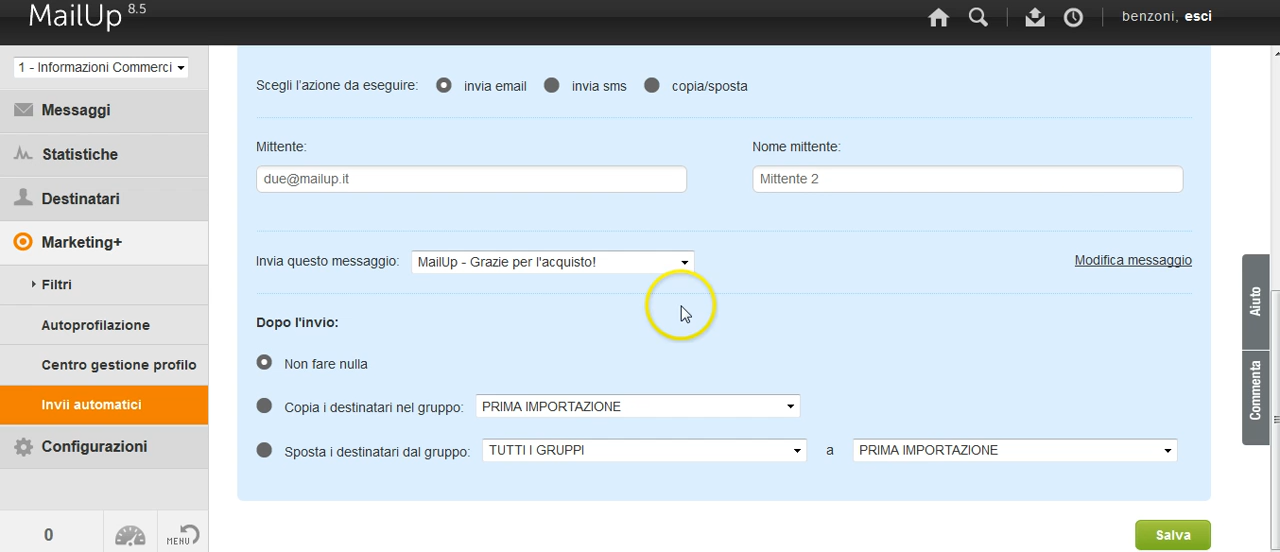 MailUp 8.5
benzoni, esci
1 - Informazioni Commerci
Messaggi
Statistiche
Destinatari
Marketing+
Filtri
Autoprofilazione
Centro gestione profilo
Invii automatici
Configurazioni
0
MENU
Scegli l'azione da eseguire: invia email invia sms copia/sposta
Mittente: Nome mittente:
due@mailup.it Mittente 2
Invia questo messaggio: MailUp - Grazie per l'acquisto! Modifica messaggio
Dopo l'invio:
Non fare nulla
Copia i destinatari nel gruppo: PRIMA IMPORTAZIONE
Sposta i destinatari dal gruppo: TUTTI I GRUPPI a PRIMA IMPORTAZIONE
Salva
Aiuto
Commenta